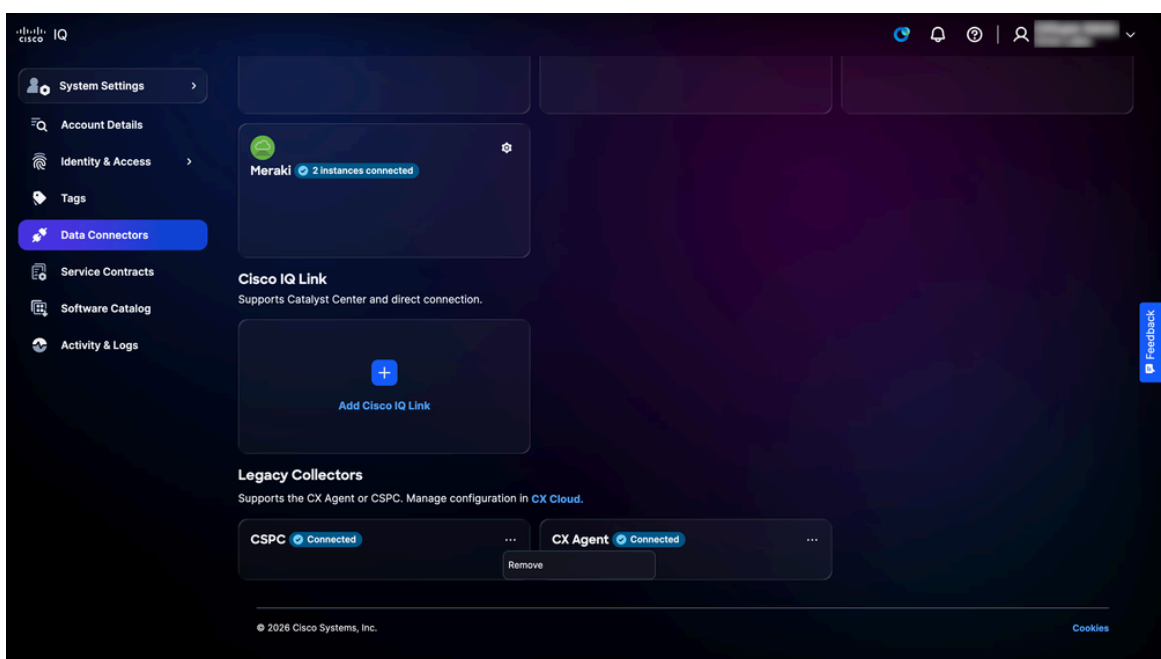 cisco IQ
System Settings
Account Details
Identity & Access
Tags
Data Connectors
Service Contracts
Software Catalog
Activity & Logs
Meraki 2 instances connected
Cisco IQ Link
Supports Catalyst Center and direct connection.
Add Cisco IQ Link
Legacy Collectors
Supports the CX Agent or CSPC. Manage configuration in CX Cloud.
CSPC Connected ...
CX Agent Connected ...
Remove
Feedback
© 2026 Cisco Systems, Inc.
Cookies